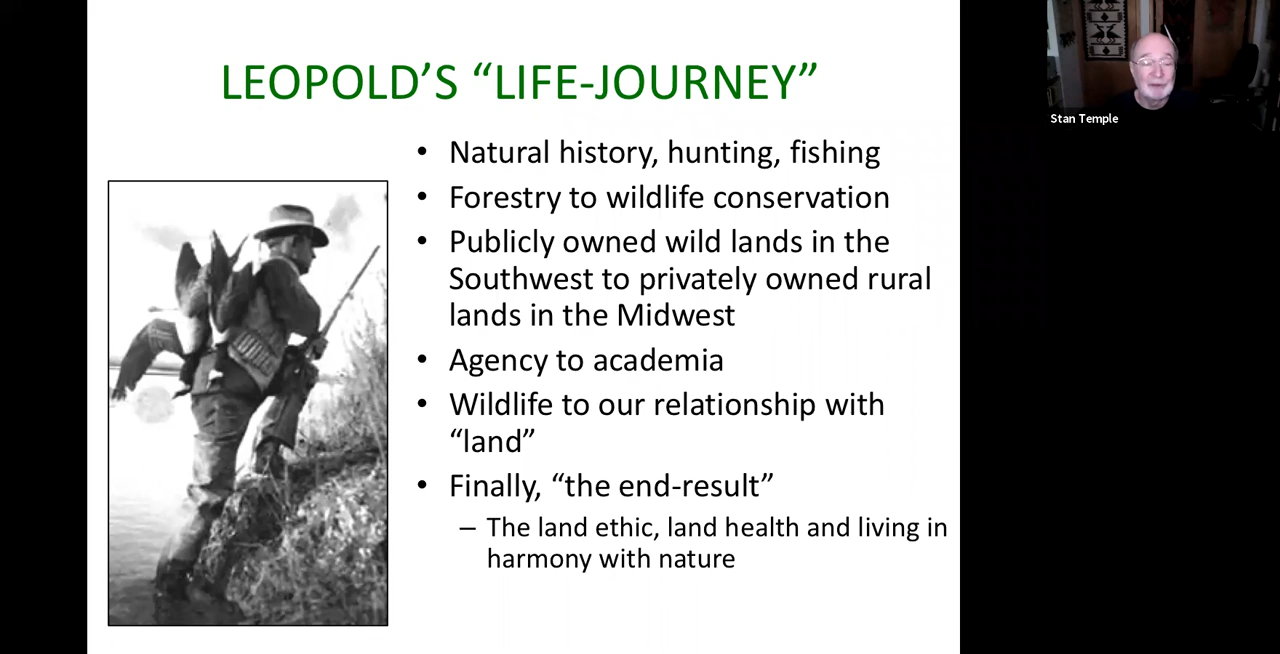 LEOPOLD’S “LIFE-JOURNEY”
• Natural history, hunting, fishing
• Forestry to wildlife conservation
• Publicly owned wild lands in the
Southwest to privately owned rural
lands in the Midwest
• Agency to academia
• Wildlife to our relationship with
“land”
• Finally, “the end-result”
– The land ethic, land health and living in
harmony with nature
Stan Temple